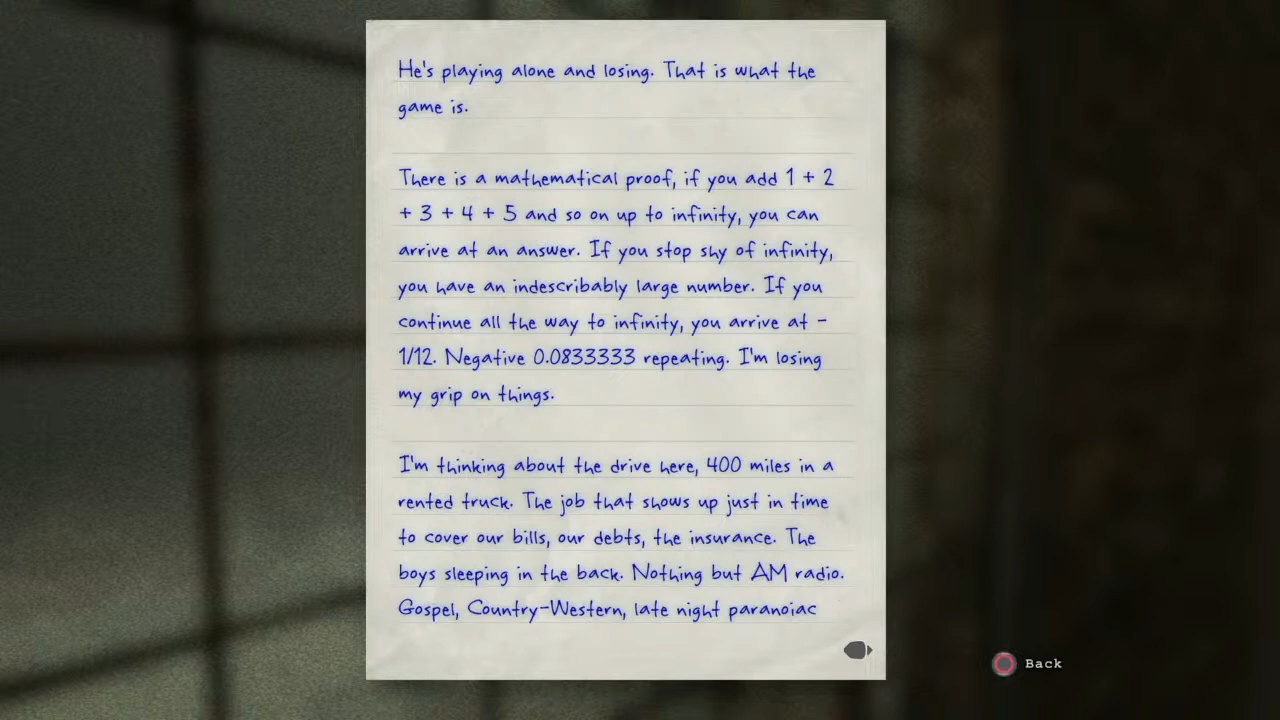 He's playing alone and losing. That is what the
game is.
There is a mathematical proof, if you add 1 + 2
+ 3 + 4 + 5 and so on up to infinity, you can
arrive at an answer. If you stop shy of infinity,
you have an indescribably large number. If you
continue all the way to infinity, you arrive at -
1/12. Negative 0.0833333 repeating. I'm losing
my grip on things.
I'm thinking about the drive here, 400 miles in a
rented truck. The job that shows up just in time
to cover our bills, our debts, the insurance. The
boys sleeping in the back. Nothing but AM radio.
Gospel, Country-Western, late night paranoiac
Back